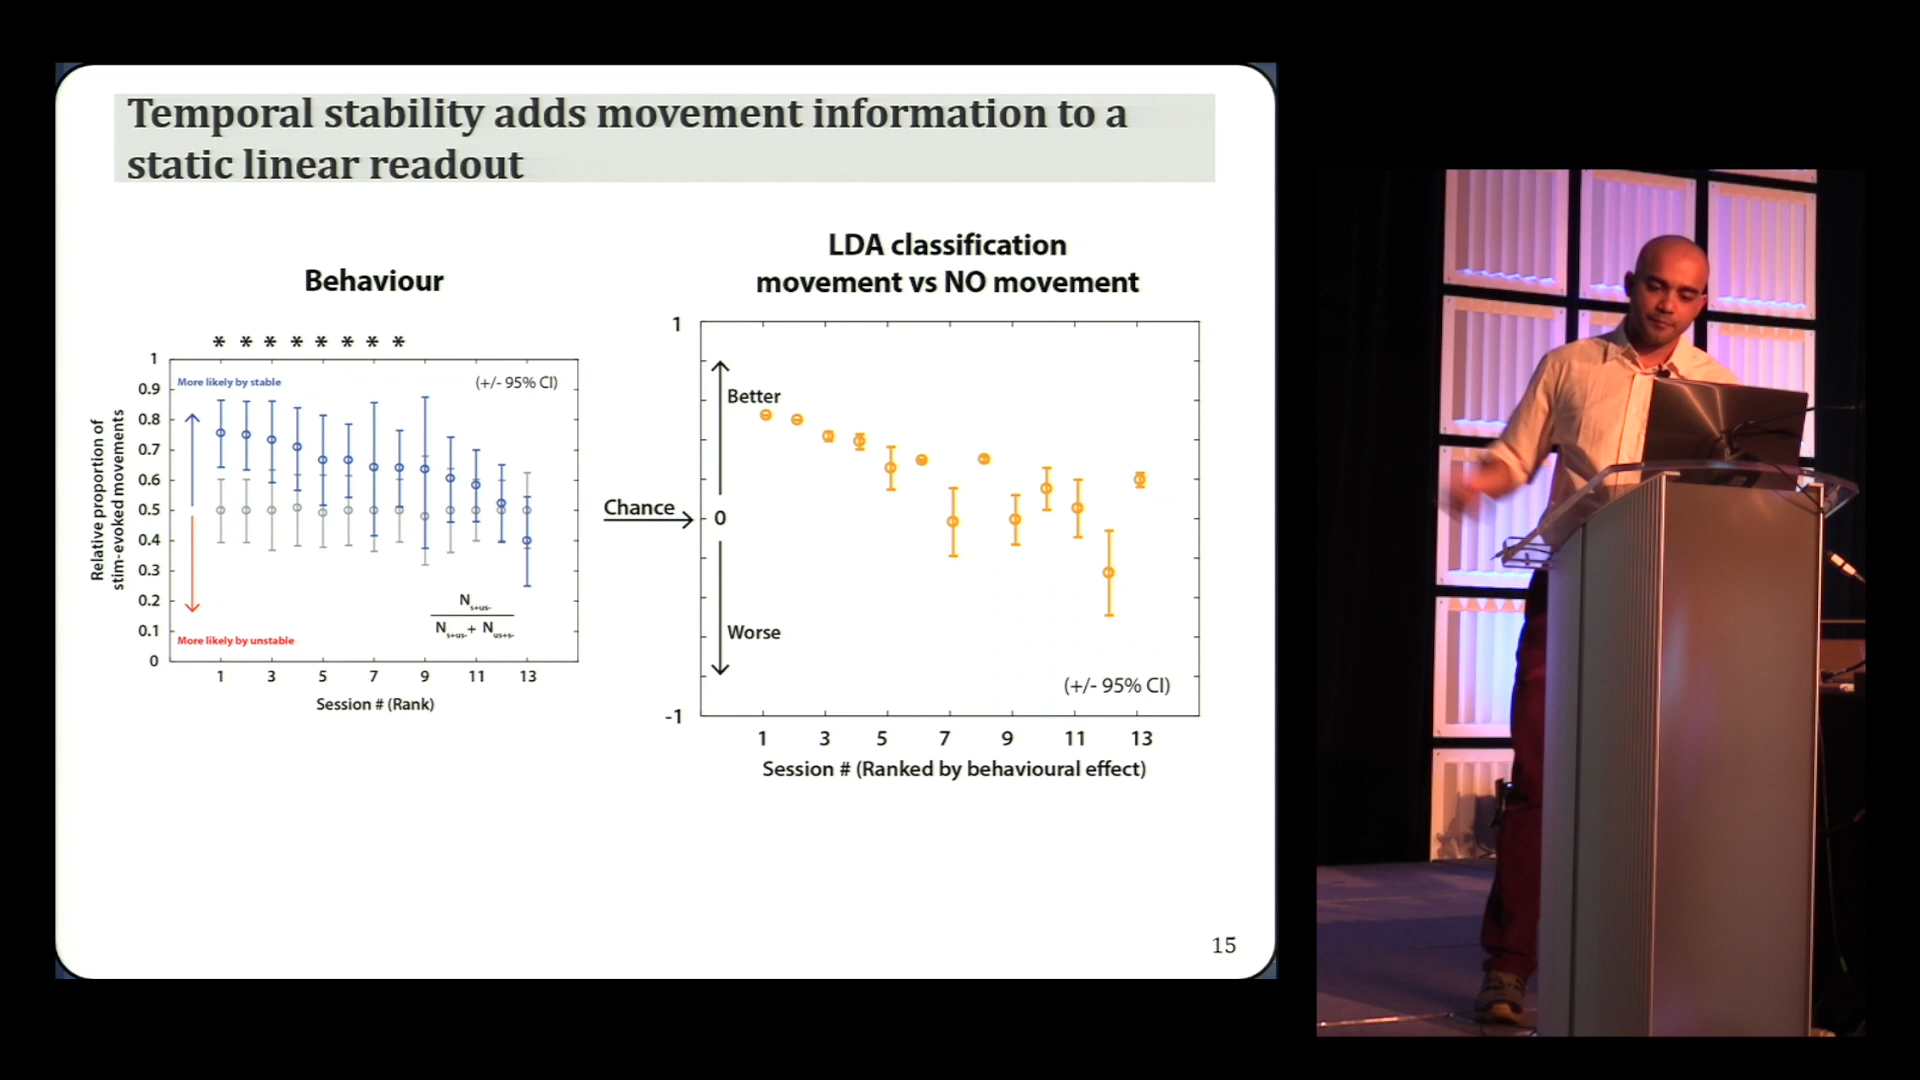 Temporal stability adds movement information to a
static linear readout
Behaviour
* * * * * * * *
Relative proportion of
stim-evoked movements
1
0.9
0.8
0.7
0.6
0.5
0.4
0.3
0.2
0.1
0
More likely by stable
(+/- 95% CI)
More likely by unstable
N s+us-
N s+us- + N us+s-
1 3 5 7 9 11 13
Session # (Rank)
LDA classification
movement vs NO movement
1
Better
Chance
0
Worse
-1
(+/- 95% CI)
1 3 5 7 9 11 13
Session # (Ranked by behavioural effect)
15